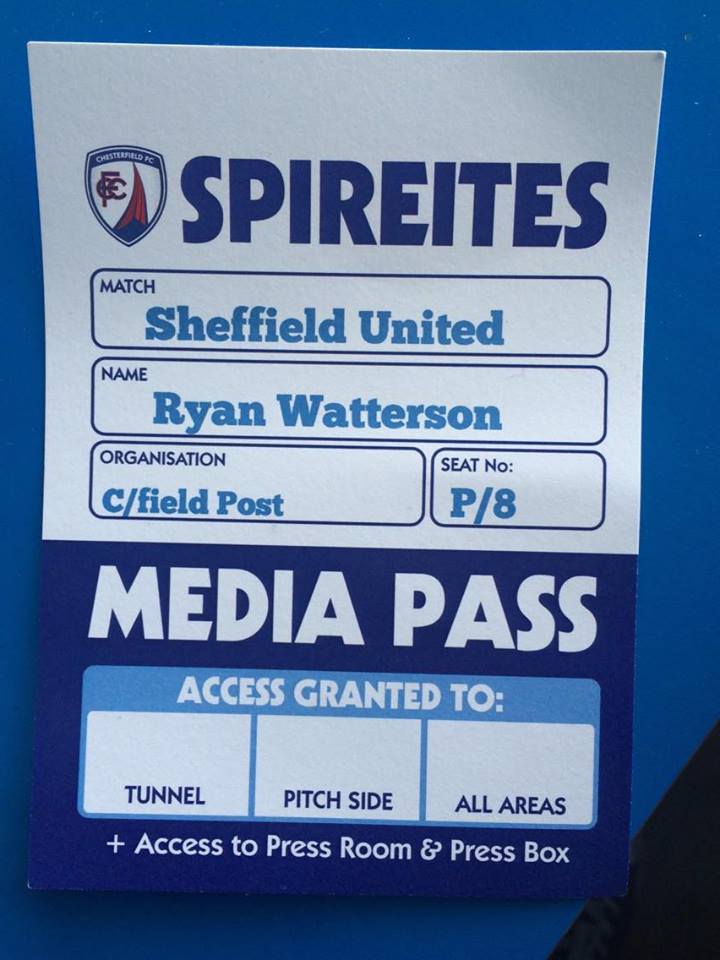 CHESTERFIELD FC
SPIREITES
MATCH
Sheffield United
NAME
Ryan Watterson
ORGANISATION
C/field Post
SEAT No:
P/8
MEDIA PASS
ACCESS GRANTED TO:
TUNNEL
PITCH SIDE
ALL AREAS
+ Access to Press Room & Press Box